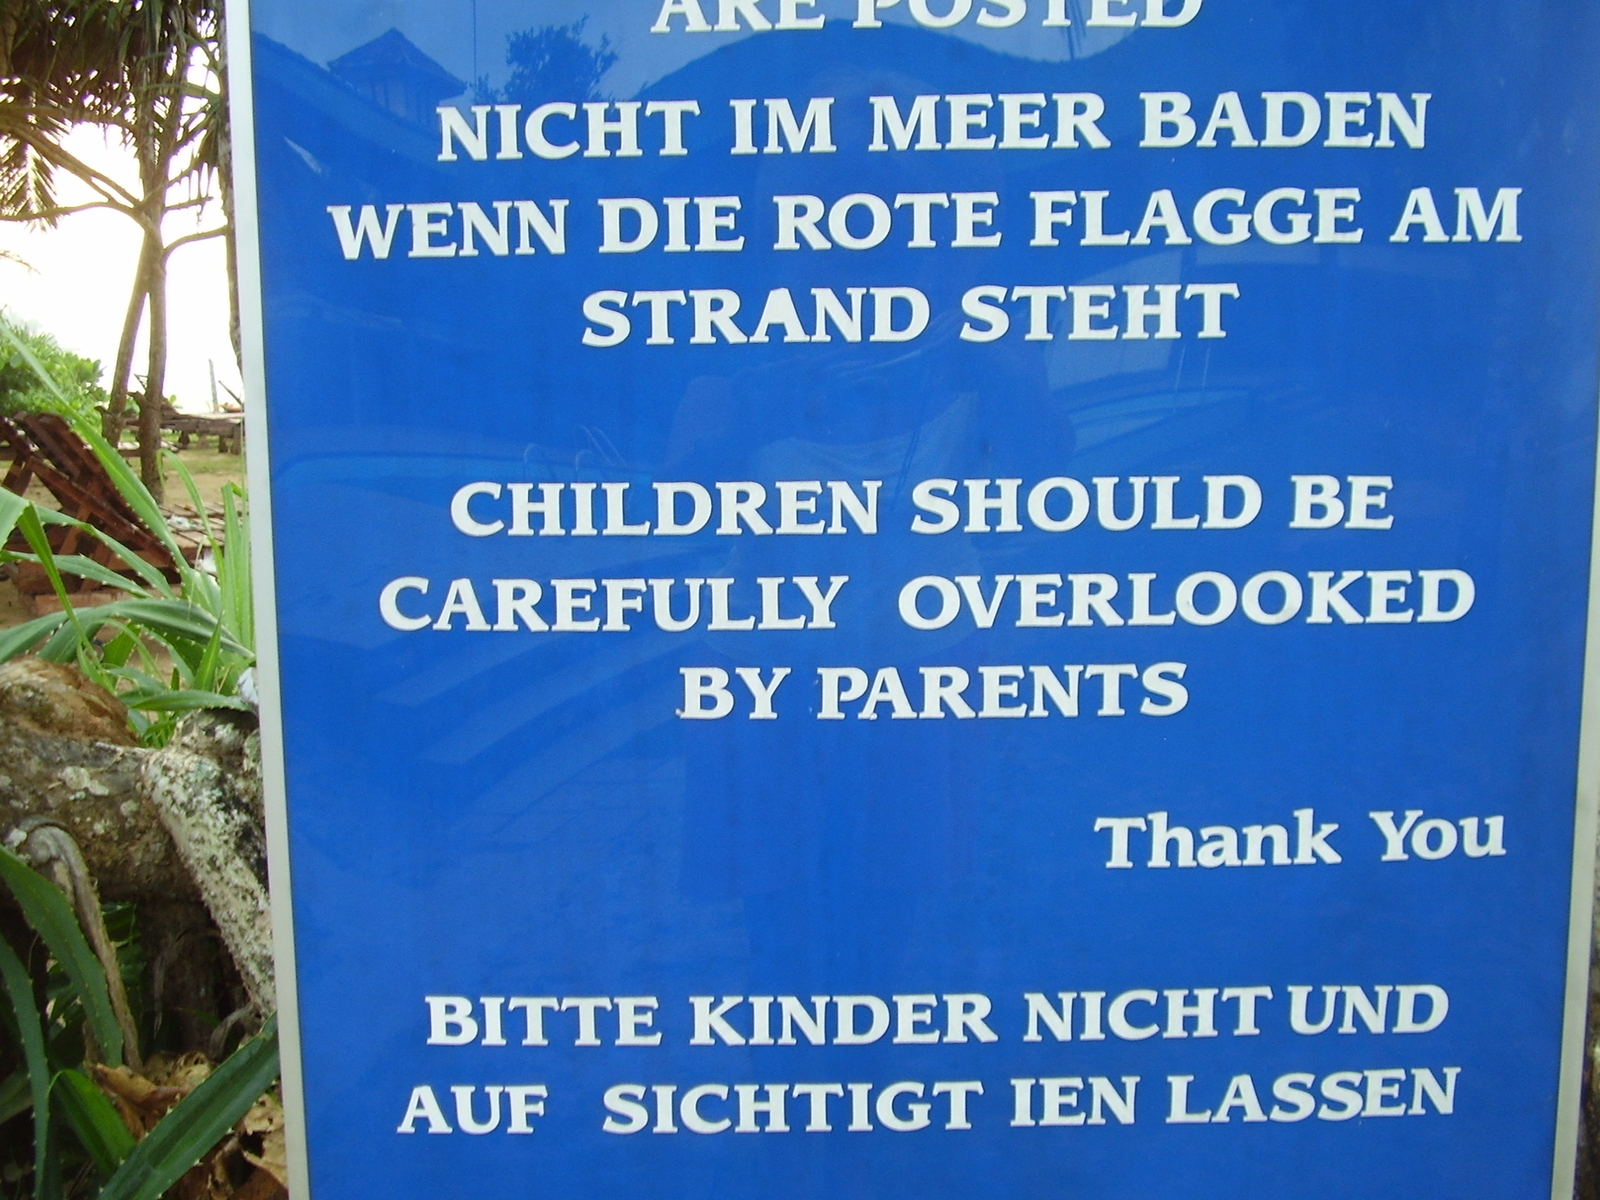 ARE POSTED
NICHT IM MEER BADEN
WENN DIE ROTE FLAGGE AM
STRAND STEHT
CHILDREN SHOULD BE
CAREFULLY OVERLOOKED
BY PARENTS
Thank You
BITTE KINDER NICHT UND
AUF SICHTIGT IEN LASSEN